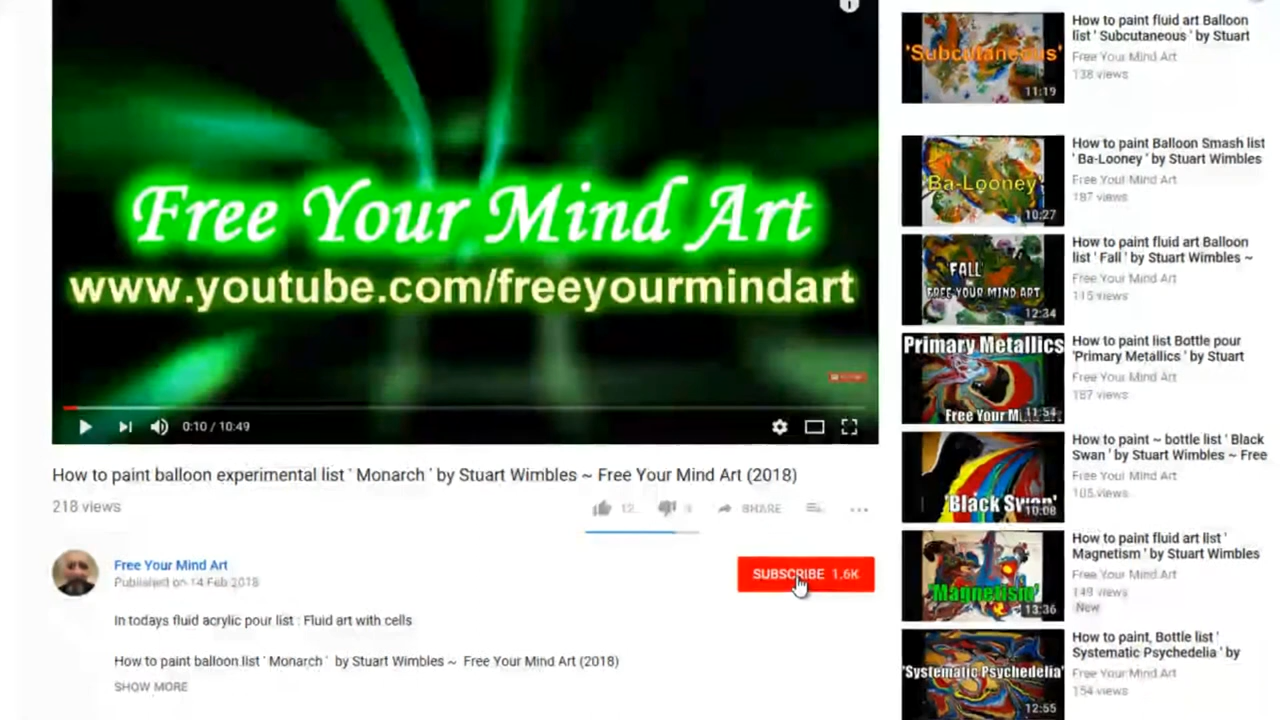 Free Your Mind Art
www.youtube.com/freeyourmindart
0:10 / 10:49
How to paint balloon experimental list ' Monarch ' by Stuart Wimbles ~ Free Your Mind Art (2018)
218 views
12
SHARE
Free Your Mind Art
Published on 14 Feb 2018
SUBSCRIBE 1.6K
In todays fluid acrylic pour list : Fluid art with cells
How to paint balloon list ' Monarch ' by Stuart Wimbles ~ Free Your Mind Art (2018)
SHOW MORE
'Subcutaneous'
11:19
How to paint fluid art Balloon
list ' Subcutaneous ' by Stuart
Free Your Mind Art
138 views
'Ba-Looney'
10:27
How to paint Balloon Smash list
' Ba-Looney ' by Stuart Wimbles
Free Your Mind Art
187 views
FALL
FREE YOUR MIND ART
12:34
How to paint fluid art Balloon
list ' Fall ' by Stuart Wimbles ~
Free Your Mind Art
115 views
Primary Metallics
Free Your Mind Art
11:54
How to paint list Bottle pour
'Primary Metallics ' by Stuart
Free Your Mind Art
187 views
'Black Swan'
10:08
How to paint ~ bottle list ' Black
Swan ' by Stuart Wimbles ~ Free
Free Your Mind Art
105 views
'Magnetism'
13:36
How to paint fluid art list '
Magnetism ' by Stuart Wimbles
Free Your Mind Art
149 views
New
'Systematic Psychedelia'
12:55
How to paint, Bottle list '
Systematic Psychedelia ' by
Free Your Mind Art
154 views